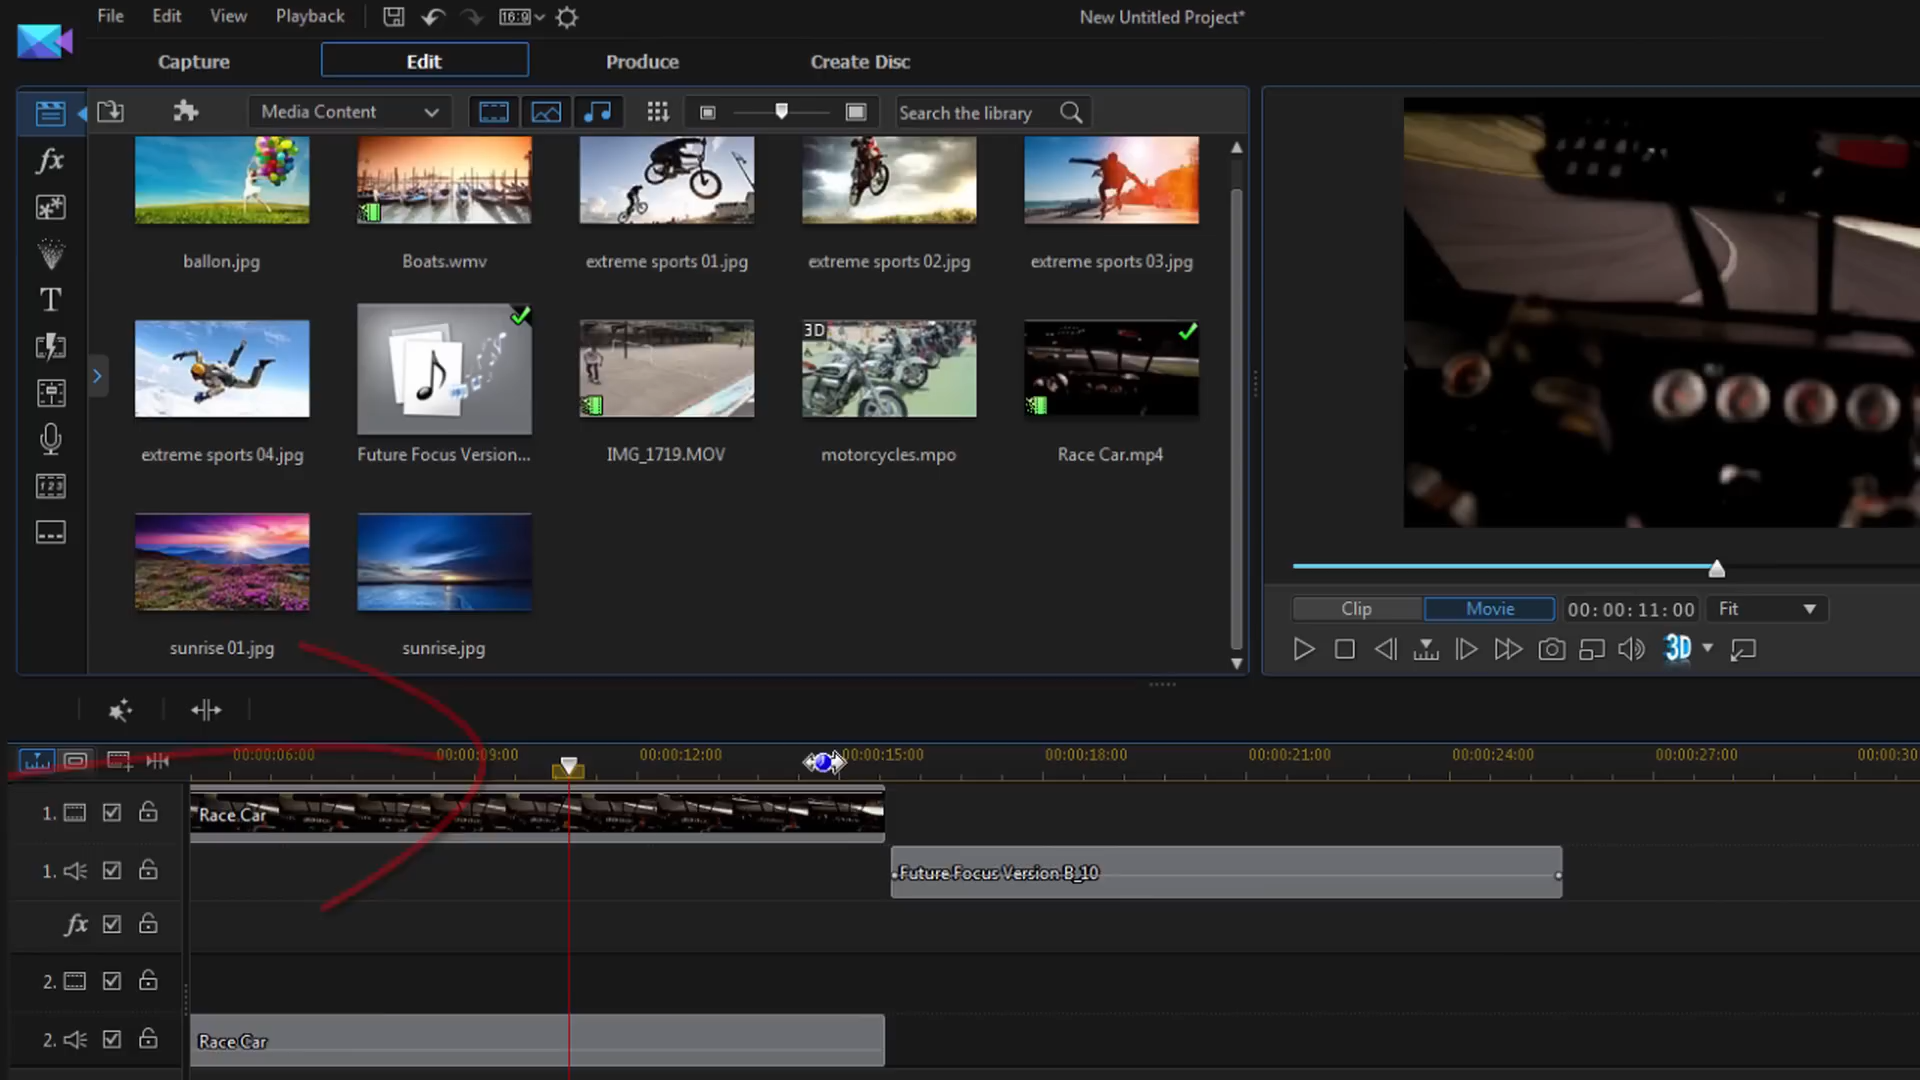 File Edit View Playback 16:9 New Untitled Project*
Capture Edit Produce Create Disc
Media Content Search the library
fx
ballon.jpg Boats.wmv extreme sports 01.jpg extreme sports 02.jpg extreme sports 03.jpg
T
3D
extreme sports 04.jpg Future Focus Version... IMG_1719.MOV motorcycles.mpo Race Car.mp4
123
sunrise 01.jpg sunrise.jpg
Clip Movie 00:00:11:00 Fit
3D
00:00:06:00 00:00:09:00 00:00:12:00 00:00:15:00 00:00:18:00 00:00:21:00 00:00:24:00 00:00:27:00 00:00:30
1. Race Car
1. Future Focus Version B_10
fx
2.
2. Race Car